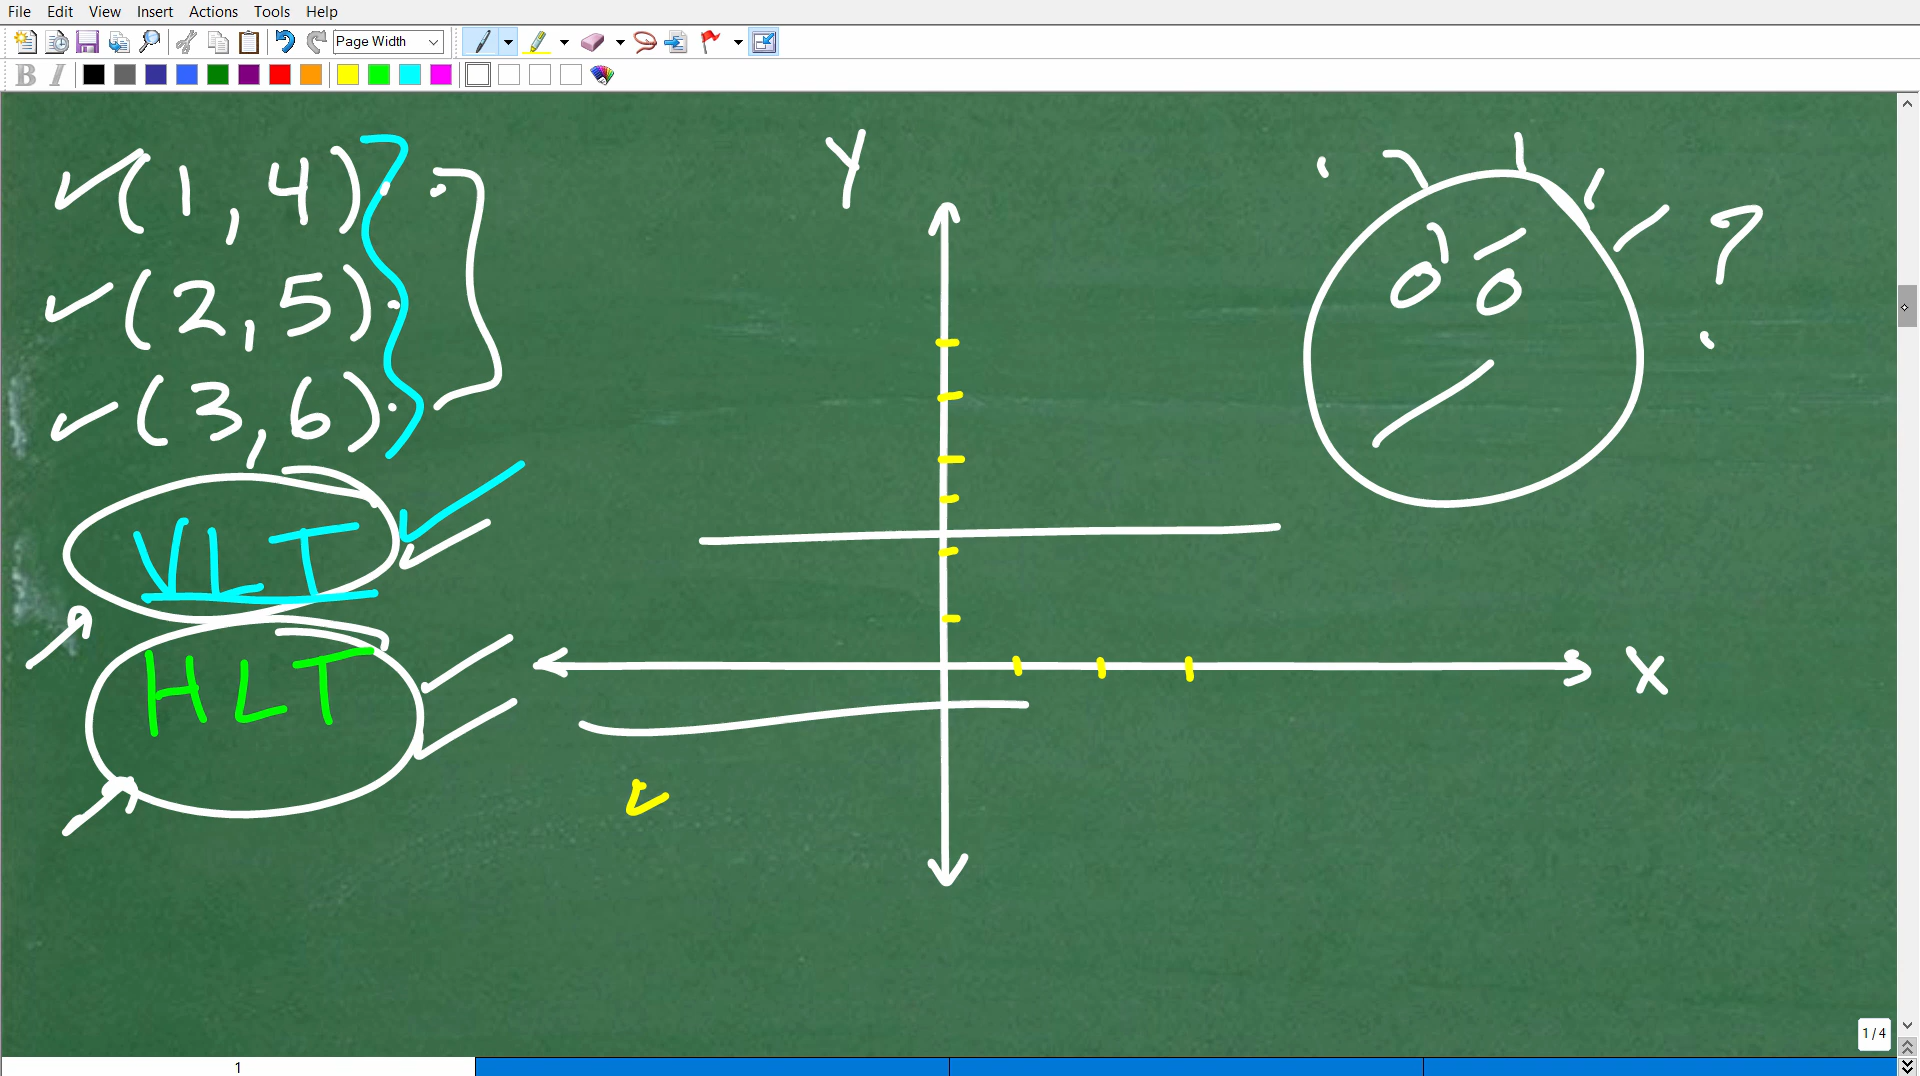 File Edit View Insert Actions Tools Help
Page Width
B I
(1, 4)
(2, 5)
(3, 6)
VLT
HLT
Y
X
?
1 / 4
1